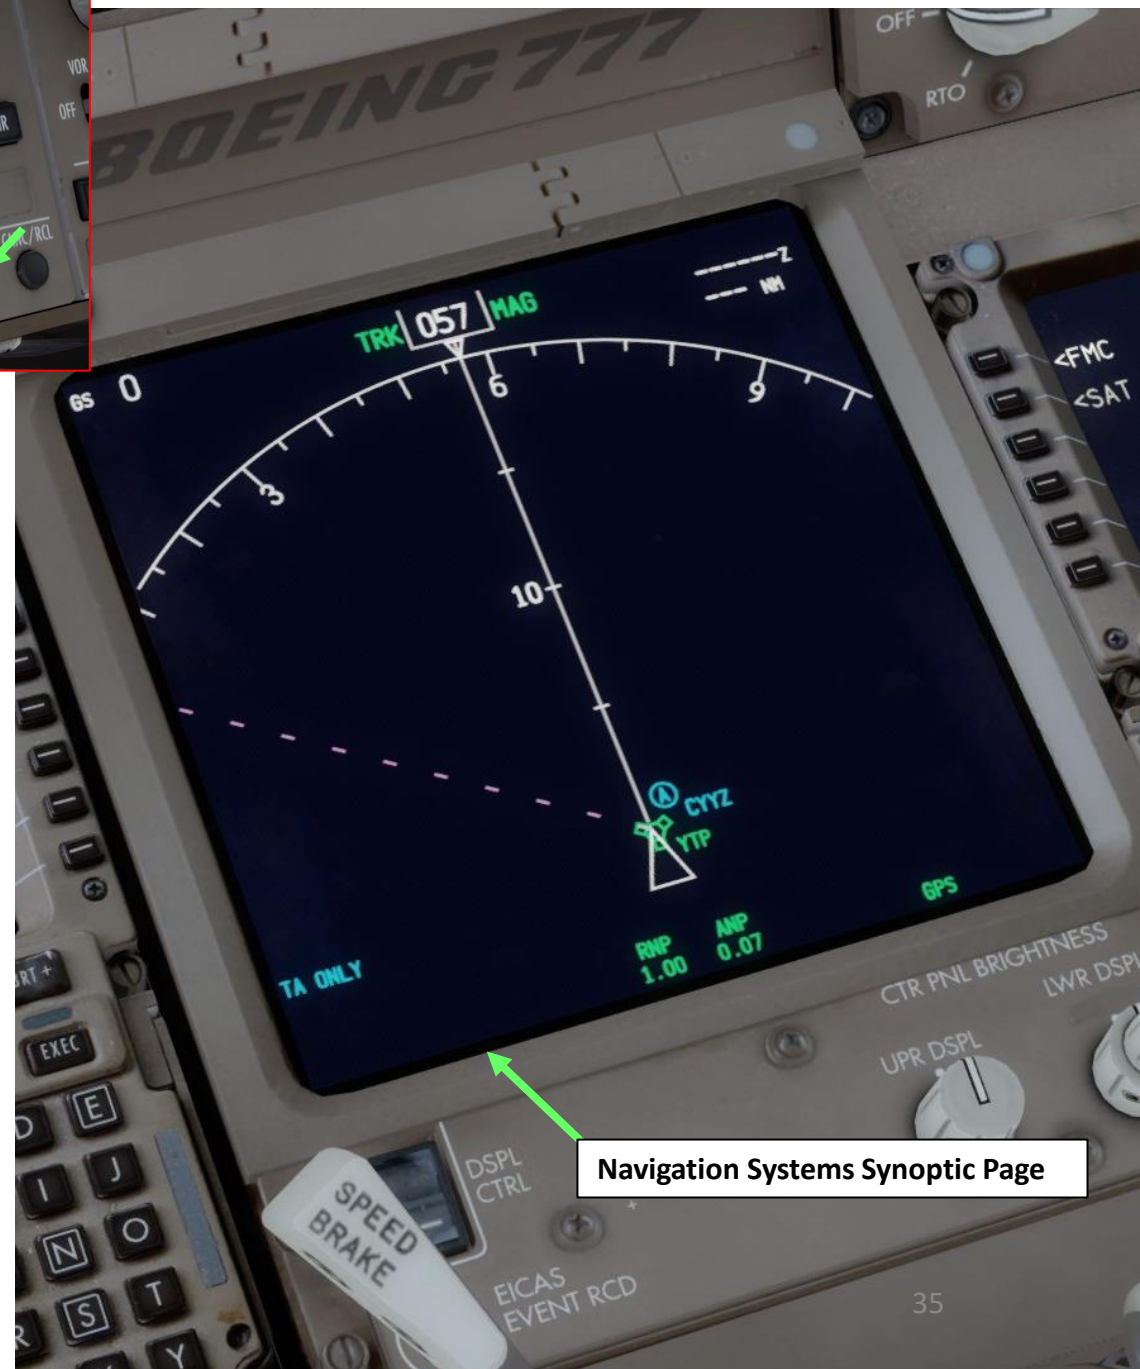 VOR
OFF
CANC/RCL
BOEING 777
OFF
RTO
------Z
--- NM
TRK 057 MAG
GS 0
3
6
9
10
<FMC
<SAT
A CYYZ
YTP
TA ONLY
RNP
1.00
ANP
0.07
GPS
CTR PNL BRIGHTNESS
UPR DSPL
LWR DSPL
Navigation Systems Synoptic Page
DSPL
CTRL
SPEED
BRAKE
EICAS
EVENT RCD
BRT +
EXEC
D E
I J
N O
R S T
Y
35